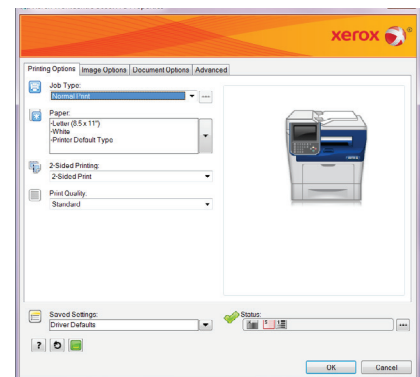 xerox
Printing Options Image Options Document Options Advanced
Job Type:
Normal Print
Paper:
-Letter (8.5 x 11")
-White
-Printer Default Type
2-Sided Printing:
2-Sided Print
Print Quality:
Standard
Saved Settings:
Driver Defaults
Status:
?
OK Cancel